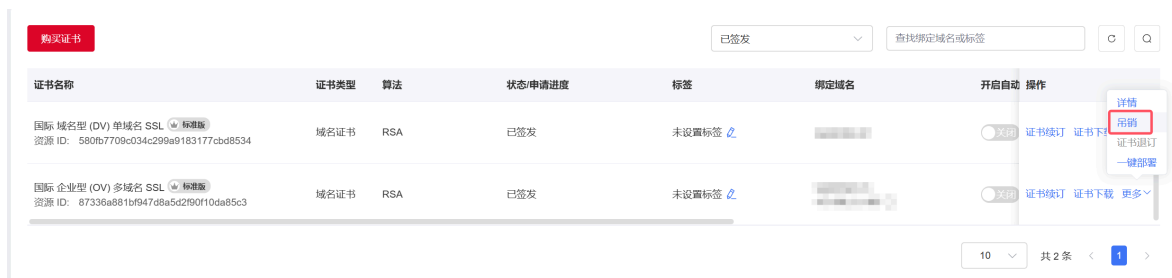 购买证书
已签发
查找绑定域名或标签
证书名称 证书类型 算法 状态/申请进度 标签 绑定域名 开启自动 操作
详情
吊销
证书退订
一键部署
国际 域名型 (DV) 单域名 SSL 标准版
资源 ID: 580fb7709c034c299a9183177cbd8534
域名证书 RSA 已签发 未设置标签 关闭 证书续订 证书下
国际 企业型 (OV) 多域名 SSL 标准版
资源 ID: 87336a881bf947d8a5d2f90f10da85c3
域名证书 RSA 已签发 未设置标签 关闭 证书续订 证书下载 更多
10 共 2 条 1